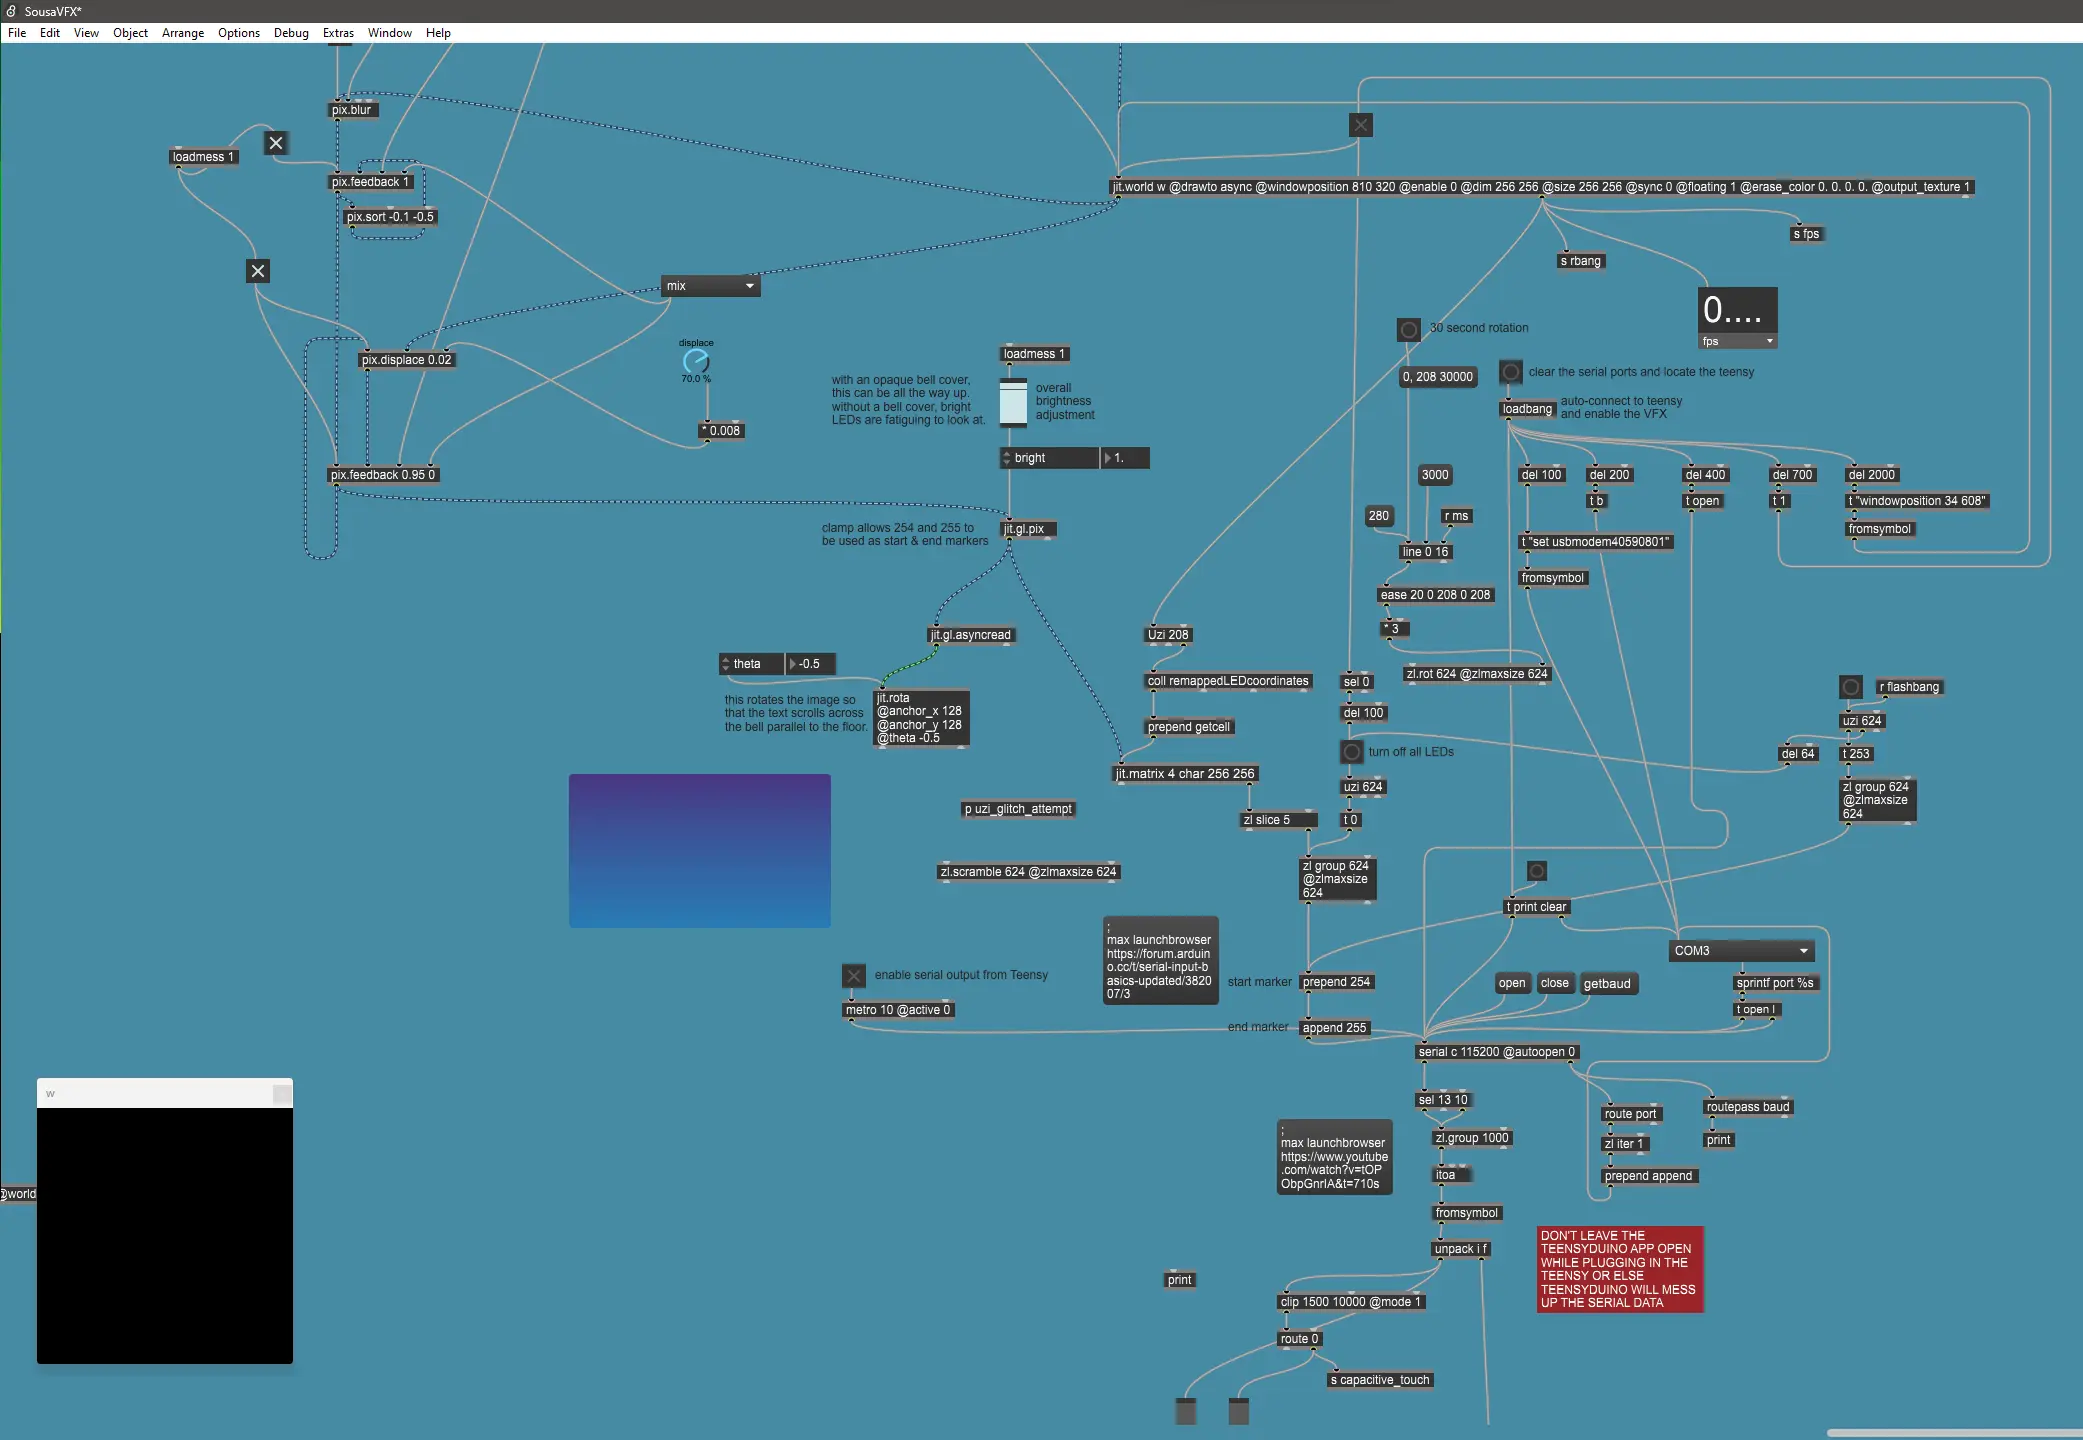 SousaVFX*
File Edit View Object Arrange Options Debug Extras Window Help
pix.blur
loadmess 1
pix.feedback 1
pix.sort -0.1 -0.5
jit.world w @drawto async @windowposition 810 320 @enable 0 @dim 256 256 @size 256 256 @sync 0 @floating 1 @erase_color 0. 0. 0. 0. @output_texture 1
s fps
s rbang
mix
0....
fps
30 second rotation
displace
70.0 %
pix.displace 0.02
loadmess 1
0, 208 30000
clear the serial ports and locate the teensy
with an opaque bell cover,
this can be all the way up.
without a bell cover, bright
LEDs are fatiguing to look at.
overall
brightness
adjustment
loadbang
auto-connect to teensy
and enable the VFX
* 0.008
bright
1.
pix.feedback 0.95 0
3000
del 100
del 200
del 400
del 700
del 2000
t b
t open
t 1
t "windowposition 34 608"
280
r ms
clamp allows 254 and 255 to
be used as start & end markers
jit.gl.pix
fromsymbol
line 0 16
t "set usbmodem40590801"
fromsymbol
ease 20 0 208 0 208
* 3
jit.gl.asyncread
Uzi 208
theta
-0.5
zl.rot 624 @zlmaxsize 624
coll remappedLEDcoordinates
sel 0
r flashbang
this rotates the image so
that the text scrolls across
the bell parallel to the floor.
jit.rota
@anchor_x 128
@anchor_y 128
@theta -0.5
prepend getcell
del 100
uzi 624
turn off all LEDs
del 64
t 253
jit.matrix 4 char 256 256
uzi 624
zl group 624
@zlmaxsize
624
p uzi_glitch_attempt
zl slice 5
t 0
zl.scramble 624 @zlmaxsize 624
zl group 624
@zlmaxsize
624
t print clear
;
max launchbrowser
https://forum.arduin
o.cc/t/serial-input-b
asics-updated/3820
07/3
COM3
enable serial output from Teensy
start marker
prepend 254
open
close
getbaud
sprintf port %s
metro 10 @active 0
t open l
end marker
append 255
serial c 115200 @autoopen 0
w
sel 13 10
route port
routepass baud
zl.group 1000
zl iter 1
print
;
max launchbrowser
https://www.youtube
.com/watch?v=tOP
ObpGnrIA&t=710s
itoa
prepend append
@world
fromsymbol
unpack i f
DON'T LEAVE THE
TEENSYDUINO APP OPEN
WHILE PLUGGING IN THE
TEENSY OR ELSE
TEENSYDUINO WILL MESS
UP THE SERIAL DATA
print
clip 1500 10000 @mode 1
route 0
s capacitive_touch